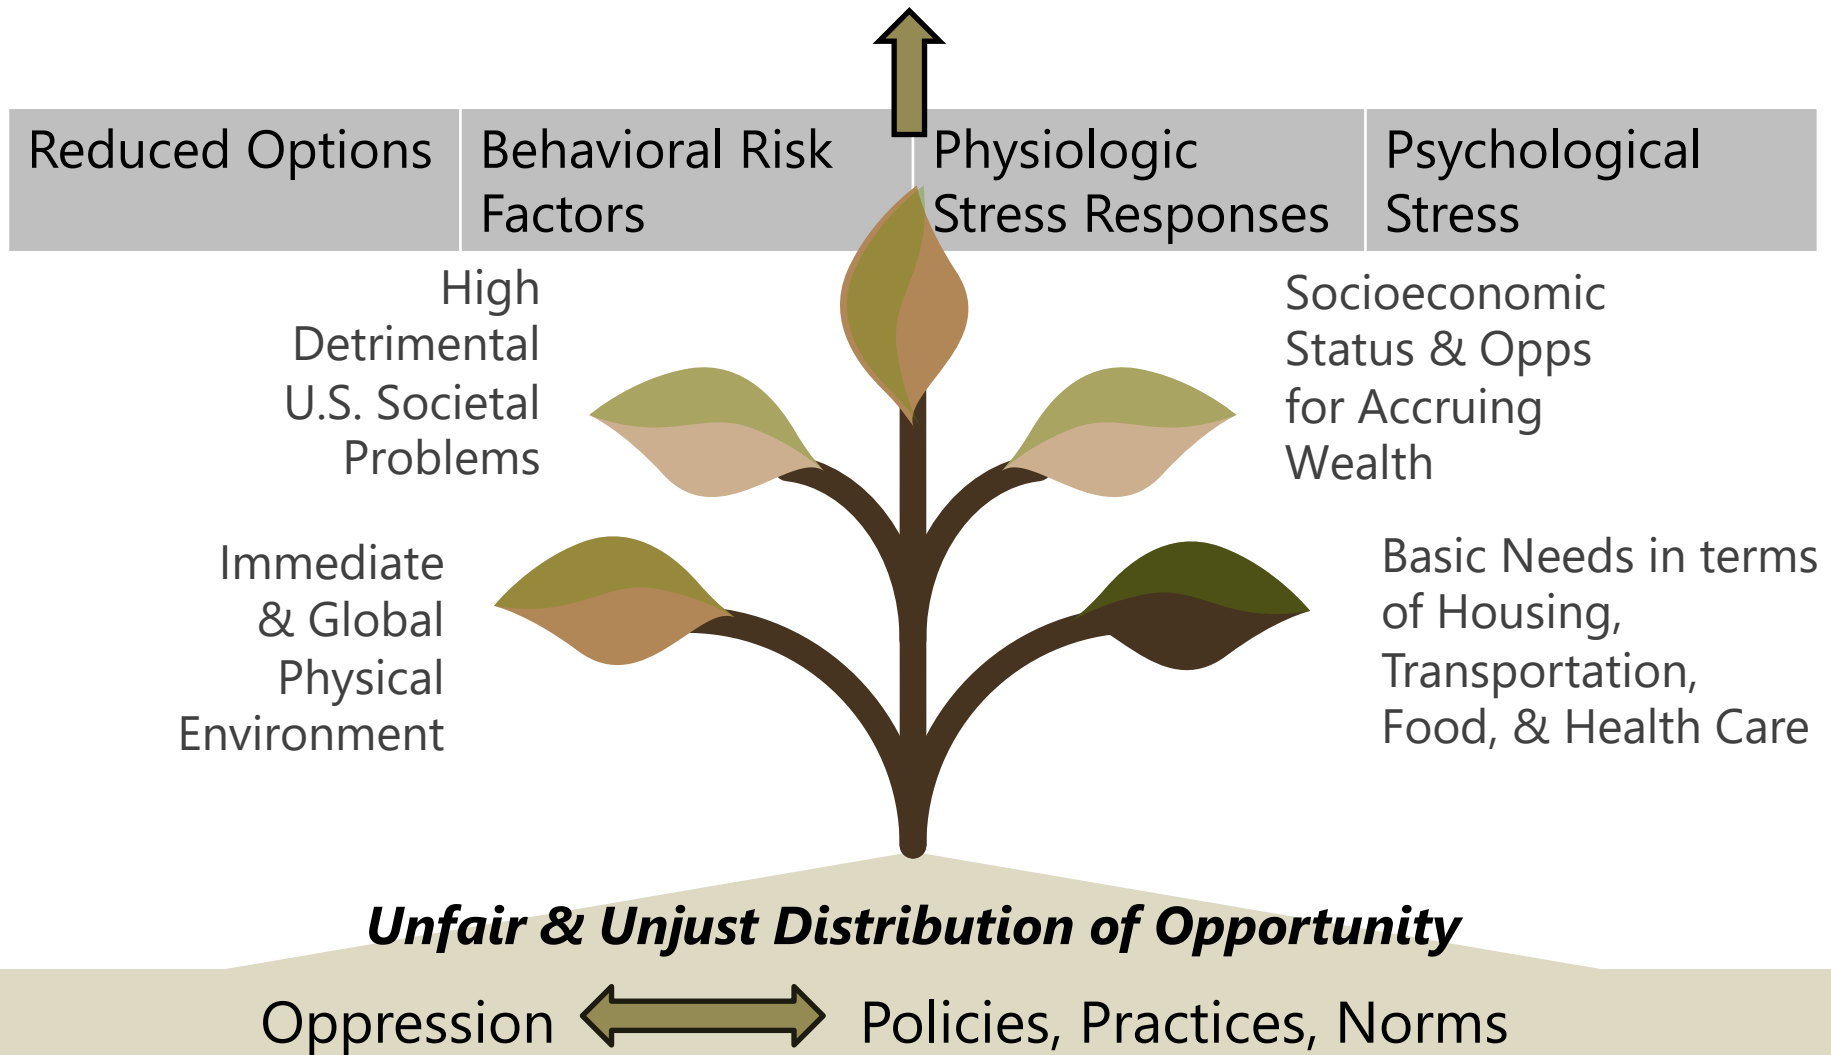 Reduced Options
Behavioral Risk
Factors
Physiologic
Stress Responses
Psychological
Stress
High
Detrimental
U.S. Societal
Problems
Socioeconomic
Status & Opps
for Accruing
Wealth
Immediate
& Global
Physical
Environment
Basic Needs in terms
of Housing,
Transportation,
Food, & Health Care
Unfair & Unjust Distribution of Opportunity
Oppression
Policies, Practices, Norms